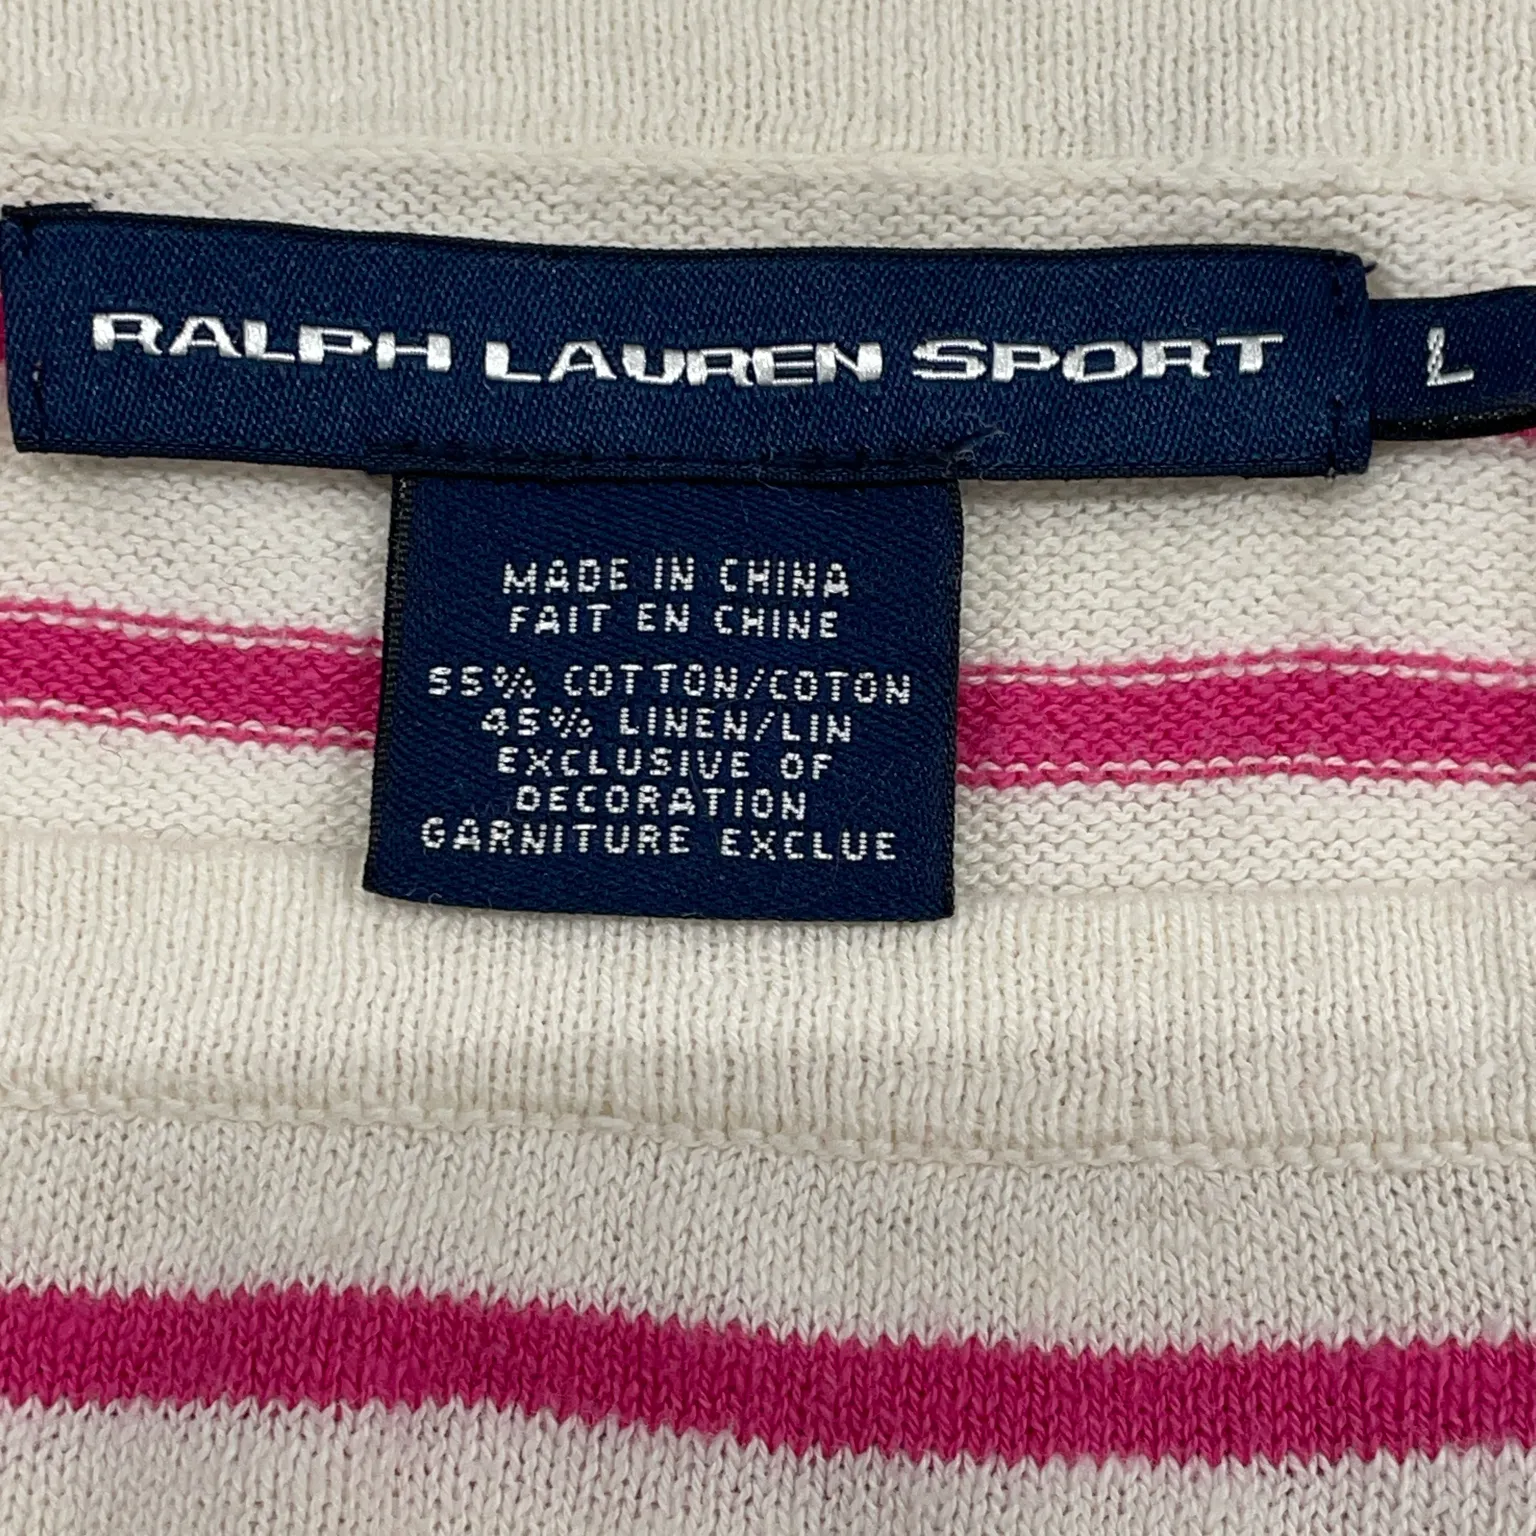 RALPH LAUREN SPORT
L
MADE IN CHINA
FAIT EN CHINE
55% COTTON/COTON
45% LINEN/LIN
EXCLUSIVE OF
DECORATION
GARNITURE EXCLUE